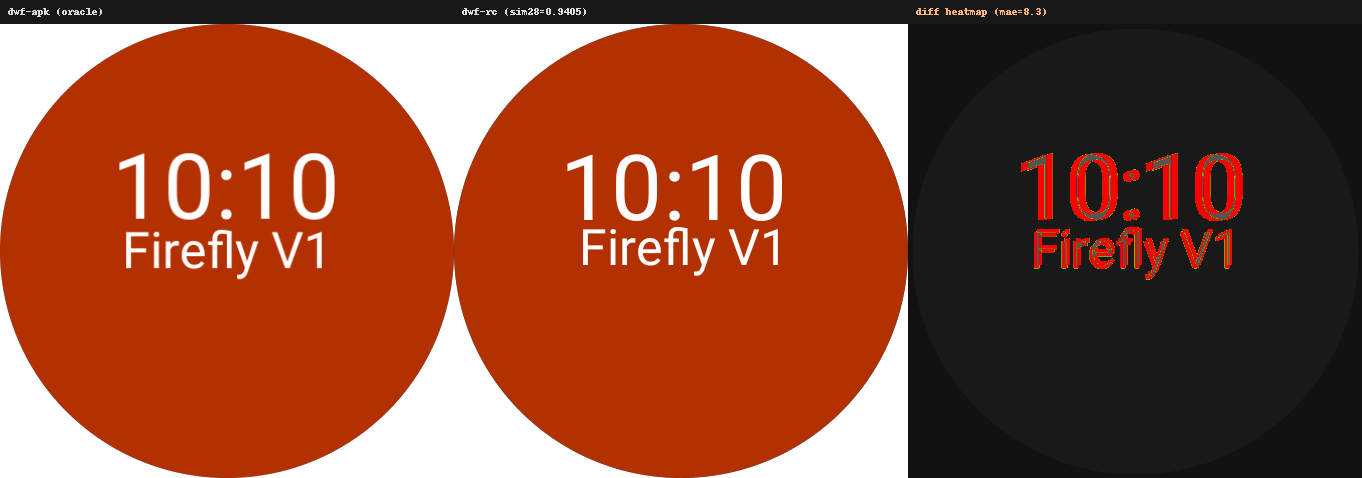 dwf-apk (oracle)
dwf-rc (sim28=0.9405)
diff heatmap (mae=8.3)
10:10
Firefly V1
10:10
Firefly V1
10:10
Firefly V1